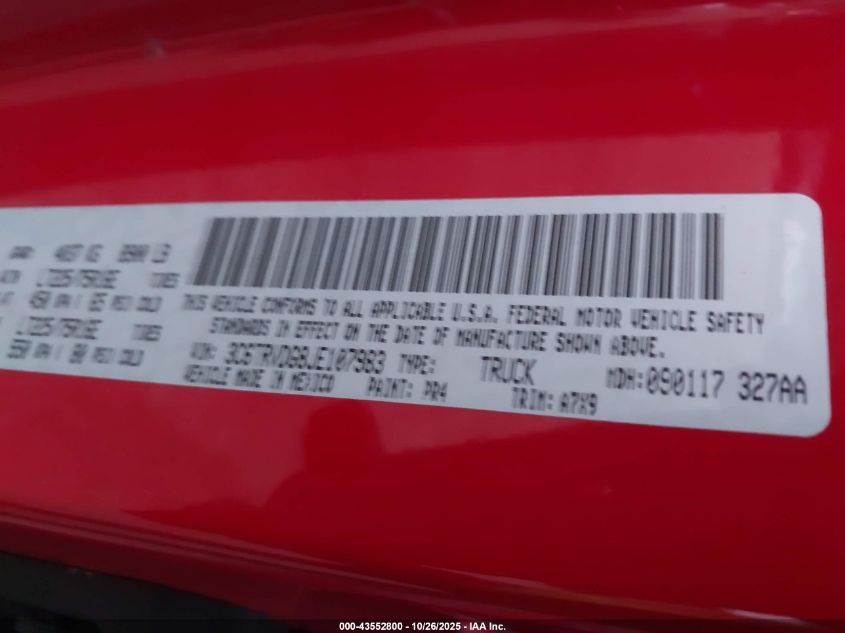 4037 KG 8900 LB
LT225/75R16E TIRES
450 KPA / 65 PSI COLD
LT225/75R16E TIRES
550 KPA / 80 PSI COLD
THIS VEHICLE CONFORMS TO ALL APPLICABLE U.S.A. FEDERAL MOTOR VEHICLE SAFETY
STANDARDS IN EFFECT ON THE DATE OF MANUFACTURE SHOWN ABOVE.
VIN: 3C6TRVDG8JE107983 TYPE: TRUCK MDH:090117 327AA
VEHICLE MADE IN MEXICO PAINT: PR4 TRIM: A7X9
000-43552800 - 10/26/2025 - IAA Inc.